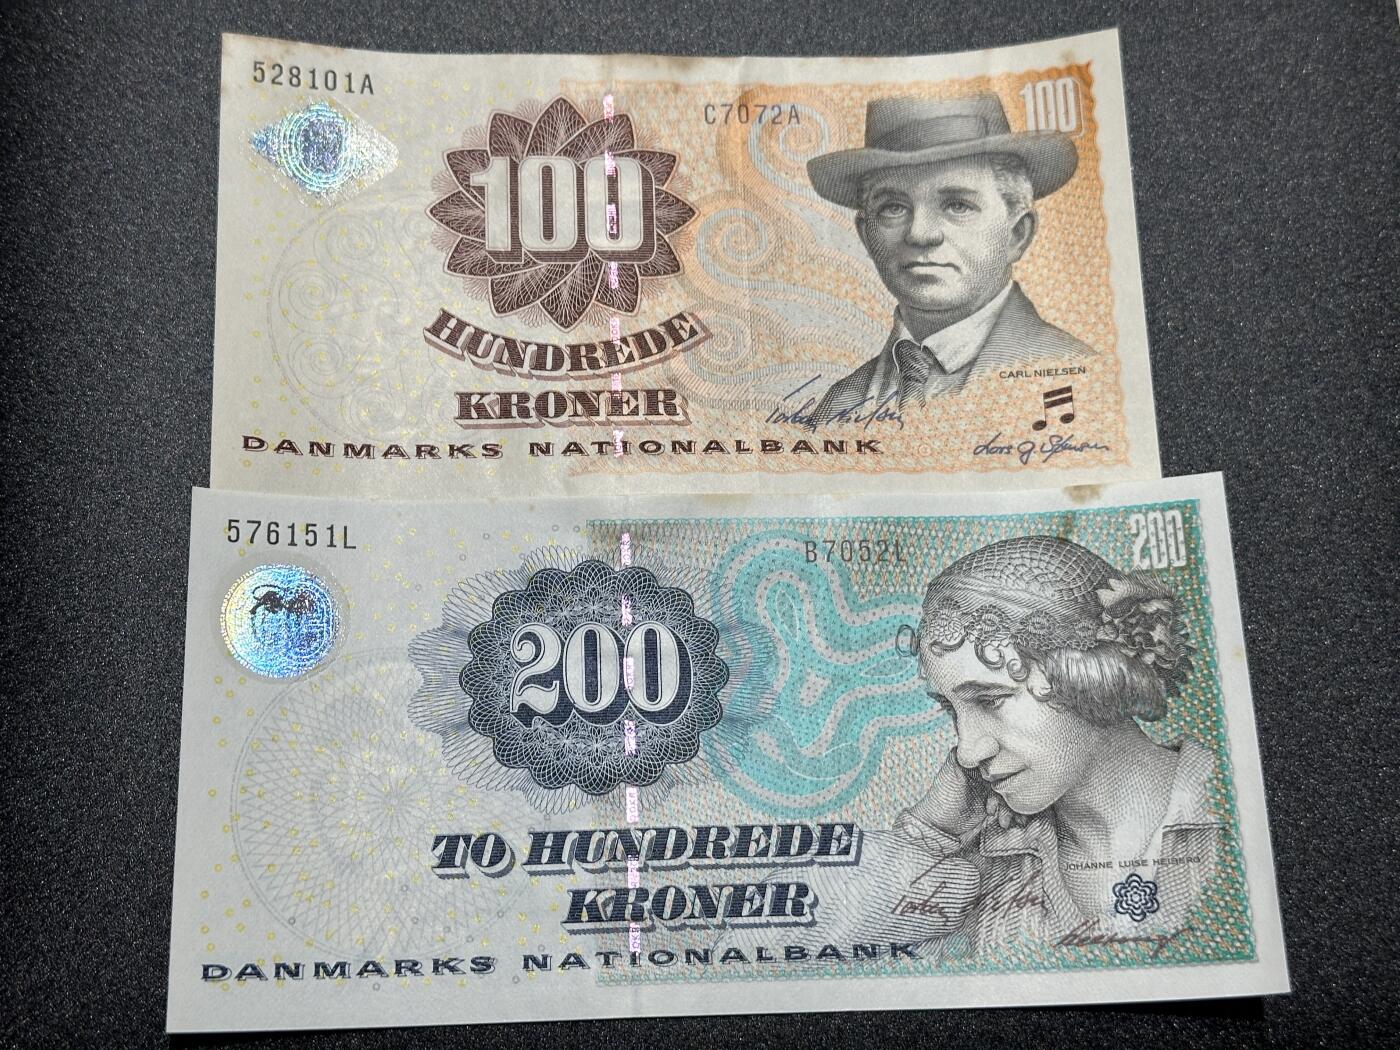 528101A
C7072A
100
100
HUNDREDE
KRONER
CARL NIELSEN
DANMARKS NATIONALBANK
576151L
B7052L
200
200
TO HUNDREDE
KRONER
JOHANNE LUISE HEIBERG
DANMARKS NATIONALBANK